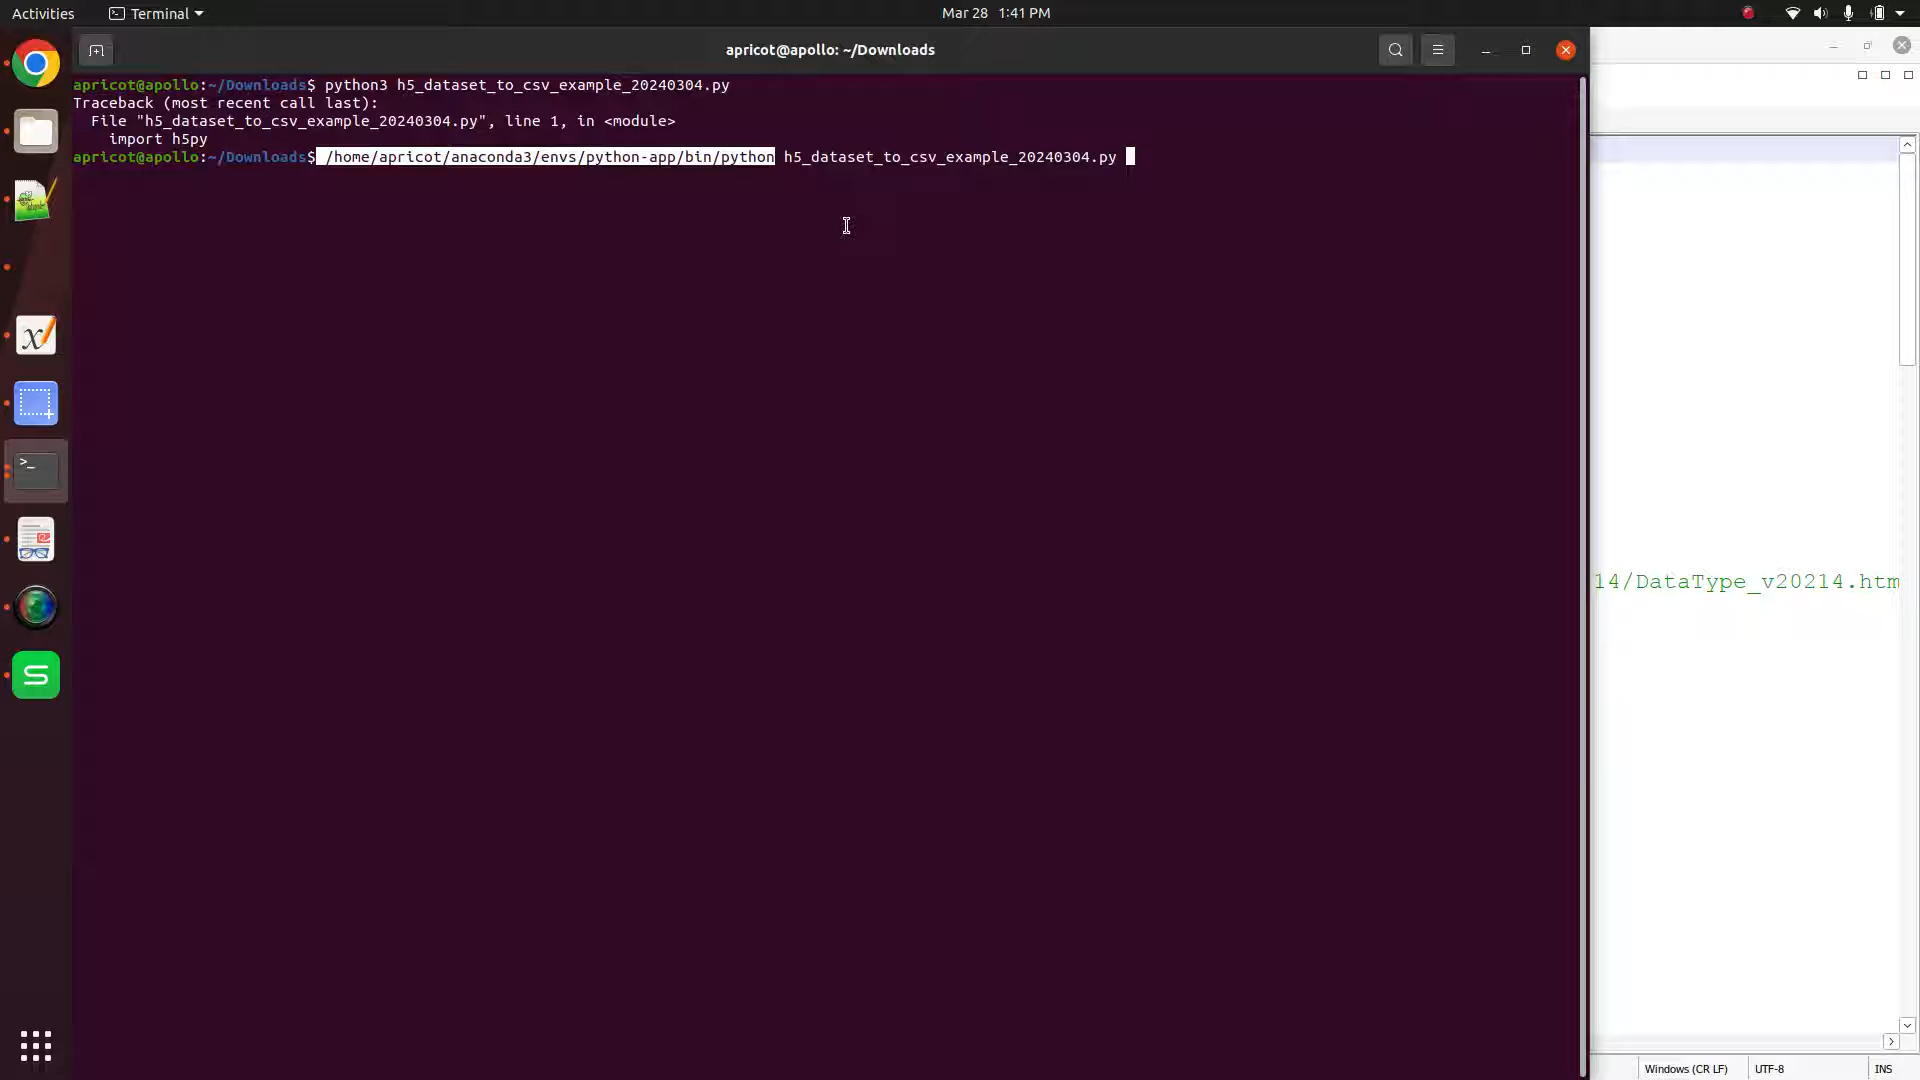 Activities
Terminal
Mar 28 1:41 PM
apricot@apollo: ~/Downloads
apricot@apollo:~/Downloads$ python3 h5_dataset_to_csv_example_20240304.py
Traceback (most recent call last):
File "h5_dataset_to_csv_example_20240304.py", line 1, in <module>
import h5py
apricot@apollo:~/Downloads$ /home/apricot/anaconda3/envs/python-app/bin/python h5_dataset_to_csv_example_20240304.py
14/DataType_v20214.htm
Windows (CR LF) UTF-8 INS